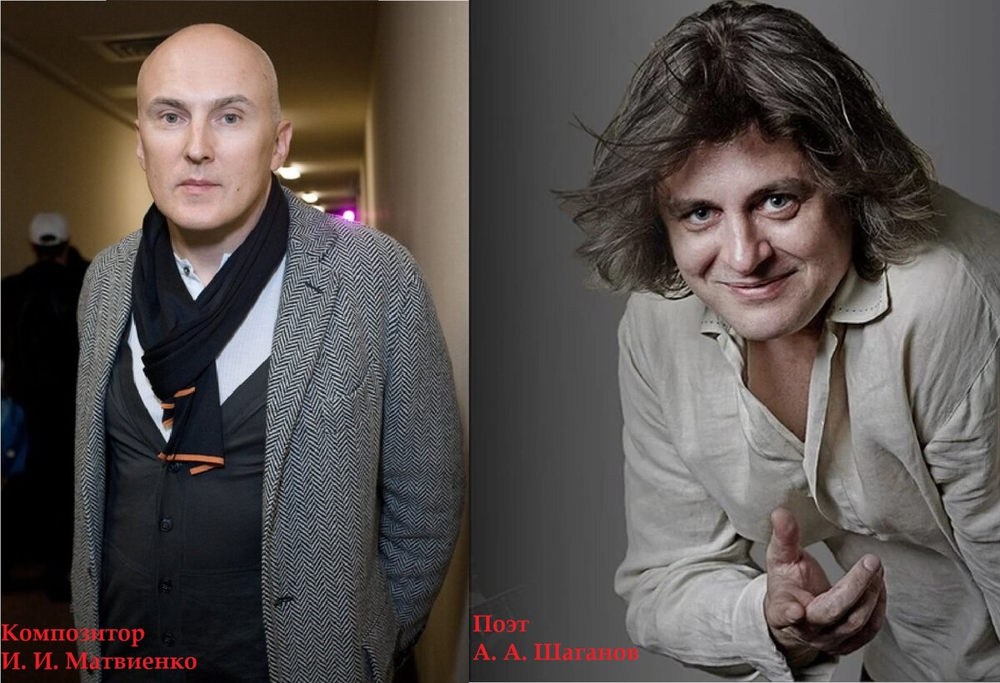 Композитор
И. И. Матвиенко
Поэт
А. А. Шаганов